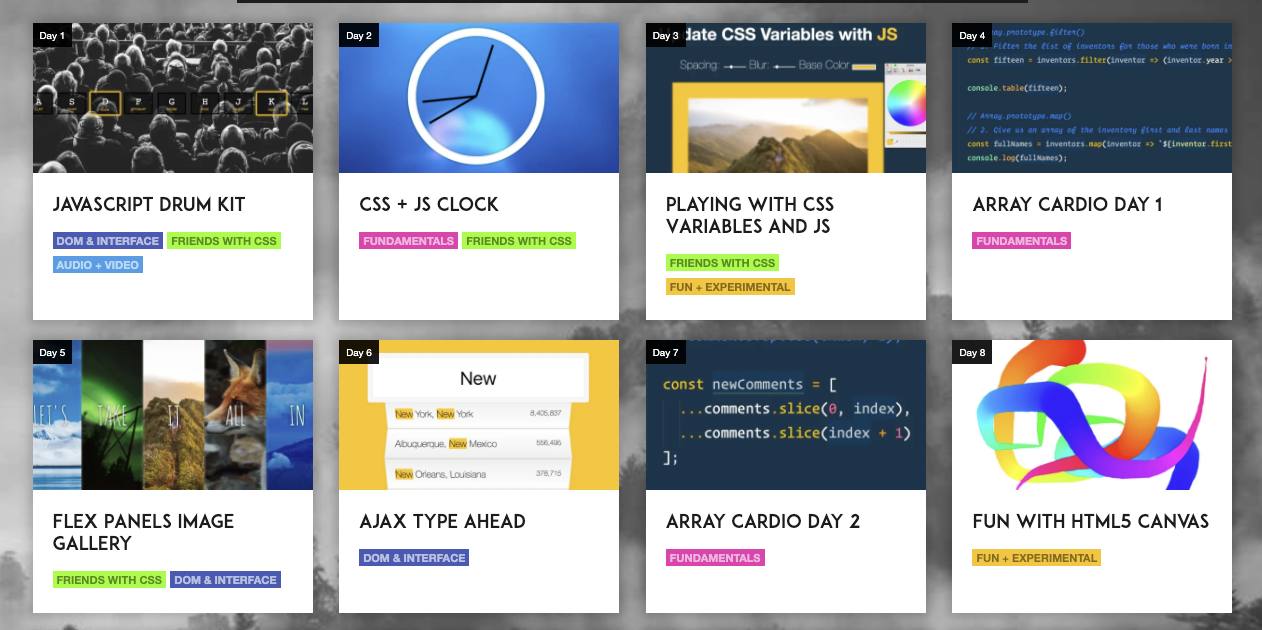 Day 1
A S D F G H J K L
JAVASCRIPT DRUM KIT
DOM & INTERFACE FRIENDS WITH CSS
AUDIO + VIDEO
Day 2
CSS + JS CLOCK
FUNDAMENTALS FRIENDS WITH CSS
Day 3
date CSS Variables with JS
Spacing: Blur: Base Color
PLAYING WITH CSS
VARIABLES AND JS
FRIENDS WITH CSS
FUN + EXPERIMENTAL
Day 4
ay.prototype.filter()
Filter the list of inventors for those who were born in
const fifteen = inventors.filter(inventor => (inventor.year >
console.table(fifteen);
// Array.prototype.map()
// 2. Give us an array of the inventory first and last names
const fullNames = inventors.map(inventor => `${inventor.first
console.log(fullNames);
ARRAY CARDIO DAY 1
FUNDAMENTALS
Day 5
LET'S TAKE IT ALL IN
FLEX PANELS IMAGE
GALLERY
FRIENDS WITH CSS DOM & INTERFACE
Day 6
New
New York, New York 8,405,837
Albuquerque, New Mexico 556,495
New Orleans, Louisiana 378,715
AJAX TYPE AHEAD
DOM & INTERFACE
Day 7
const newComments = [
...comments.slice(0, index),
...comments.slice(index + 1)
];
ARRAY CARDIO DAY 2
FUNDAMENTALS
Day 8
FUN WITH HTML5 CANVAS
FUN + EXPERIMENTAL